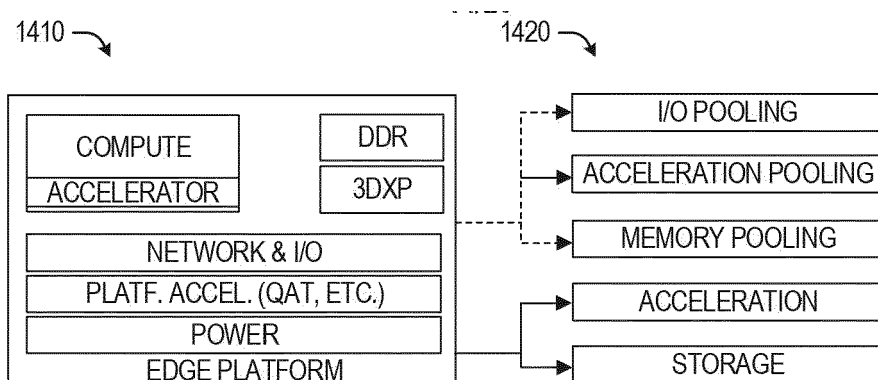 1410
1420
COMPUTE
ACCELERATOR
DDR
3DXP
NETWORK & I/O
PLATF. ACCEL. (QAT, ETC.)
POWER
EDGE PLATFORM
I/O POOLING
ACCELERATION POOLING
MEMORY POOLING
ACCELERATION
STORAGE